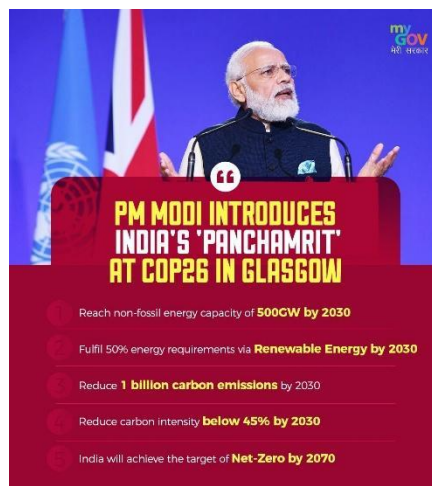 my
GOV
मेरी सरकार
PM MODI INTRODUCES
INDIA'S 'PANCHAMRIT'
AT COP26 IN GLASGOW
1 Reach non-fossil energy capacity of 500GW by 2030
2 Fulfil 50% energy requirements via Renewable Energy by 2030
3 Reduce 1 billion carbon emissions by 2030
4 Reduce carbon intensity below 45% by 2030
5 India will achieve the target of Net-Zero by 2070